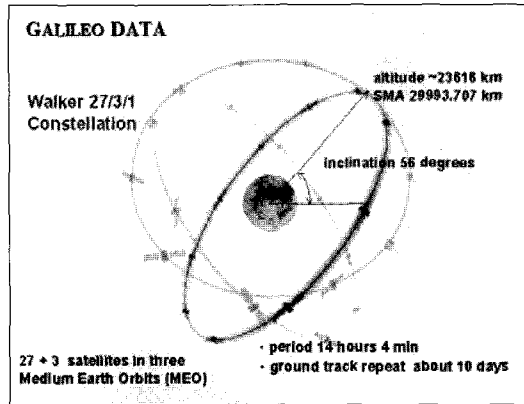 GALILEO DATA
altitude ~23616 km
SMA 29993.707 km
Walker 27/3/1
Constellation
inclination 56 degrees
27 + 3 satellites in three
Medium Earth Orbits (MEO)
· period 14 hours 4 min
· ground track repeat about 10 days